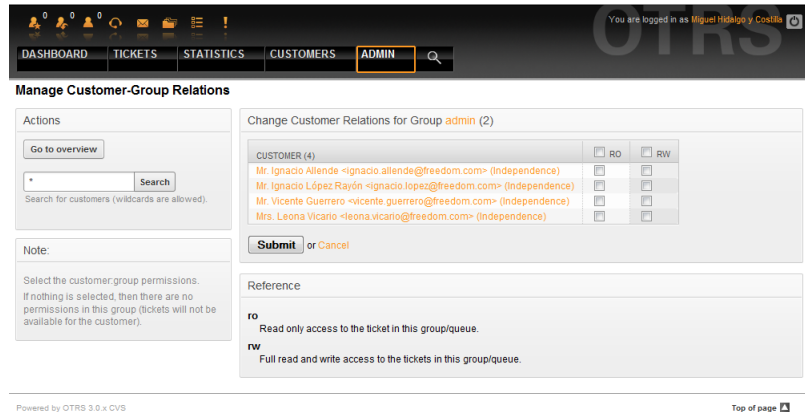 0 0 0
You are logged in as Miguel Hidalgo y Costilla
OTRS
DASHBOARD TICKETS STATISTICS CUSTOMERS ADMIN
Manage Customer-Group Relations
Actions
Go to overview
* Search
Search for customers (wildcards are allowed).
Note:
Select the customer:group permissions.
If nothing is selected, then there are no
permissions in this group (tickets will not be
available for the customer).
Change Customer Relations for Group admin (2)
CUSTOMER (4) RO RW
Mr. Ignacio Allende <ignacio.allende@freedom.com> (Independence)
Mr. Ignacio López Rayón <ignacio.lopez@freedom.com> (Independence)
Mr. Vicente Guerrero <vicente.guerrero@freedom.com> (Independence)
Mrs. Leona Vicario <leona.vicario@freedom.com> (Independence)
Submit or Cancel
Reference
ro
Read only access to the ticket in this group/queue.
rw
Full read and write access to the tickets in this group/queue.
Powered by OTRS 3.0.x CVS
Top of page